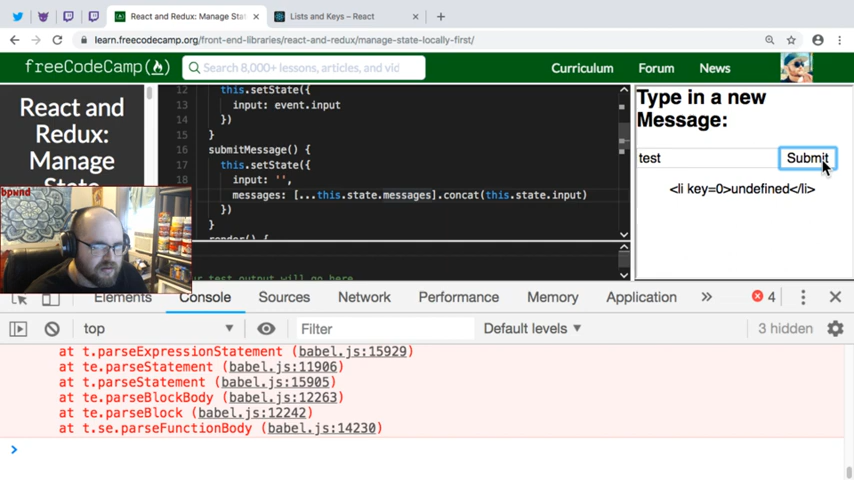 React and Redux: Manage Stat
Lists and Keys – React
learn.freecodecamp.org/front-end-libraries/react-and-redux/manage-state-locally-first/
freeCodeCamp
Search 8,000+ lessons, articles, and vid
Curriculum
Forum
News
React and
Redux:
Manage
State
bpwnd
12 this.setState({
13 input: event.input
14 })
15 }
16 submitMessage() {
17 this.setState({
18 input: '',
19 messages: [...this.state.messages].concat(this.state.input)
20 })
21 }
render() {
r test output will go here
Type in a new
Message:
test
Submit
<li key=0>undefined</li>
Elements
Console
Sources
Network
Performance
Memory
Application
»
4
top
Filter
Default levels
3 hidden
at t.parseExpressionStatement (babel.js:15929)
at te.parseStatement (babel.js:11906)
at t.parseStatement (babel.js:15905)
at te.parseBlockBody (babel.js:12263)
at te.parseBlock (babel.js:12242)
at t.se.parseFunctionBody (babel.js:14230)
>